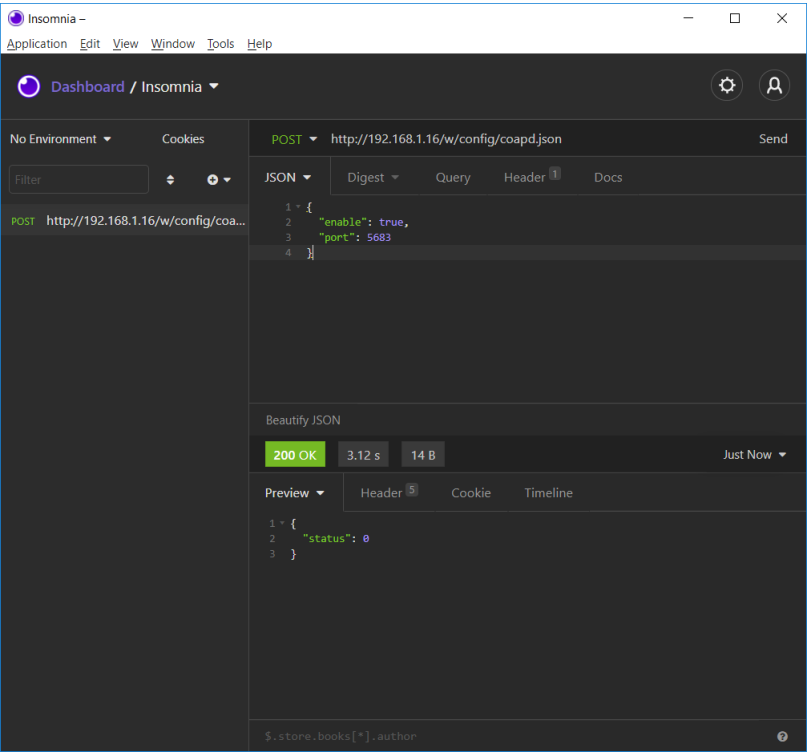 Insomnia –
Application Edit View Window Tools Help
Dashboard / Insomnia
No Environment Cookies
POST http://192.168.1.16/w/config/coapd.json Send
Filter
JSON Digest Query Header 1 Docs
POST http://192.168.1.16/w/config/coa...
1 {
2 "enable": true,
3 "port": 5683
4 }
Beautify JSON
200 OK 3.12 s 14 B Just Now
Preview Header 5 Cookie Timeline
1 {
2 "status": 0
3 }
$.store.books[*].author